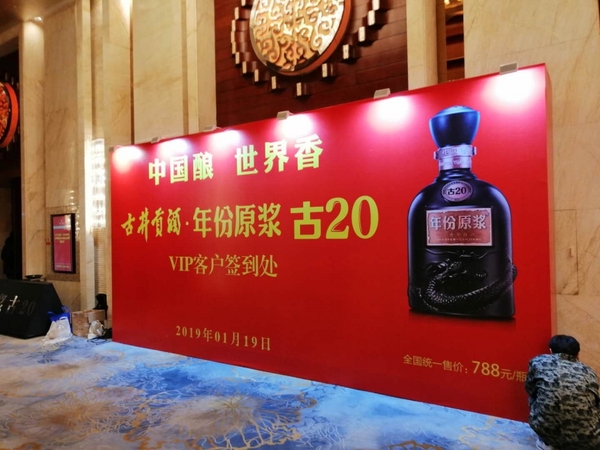 中国酿 世界香
古井贡酒·年份原浆 古20
VIP客户签到处
2019年01月19日
全国统一售价：788元/瓶
古20
年份原浆